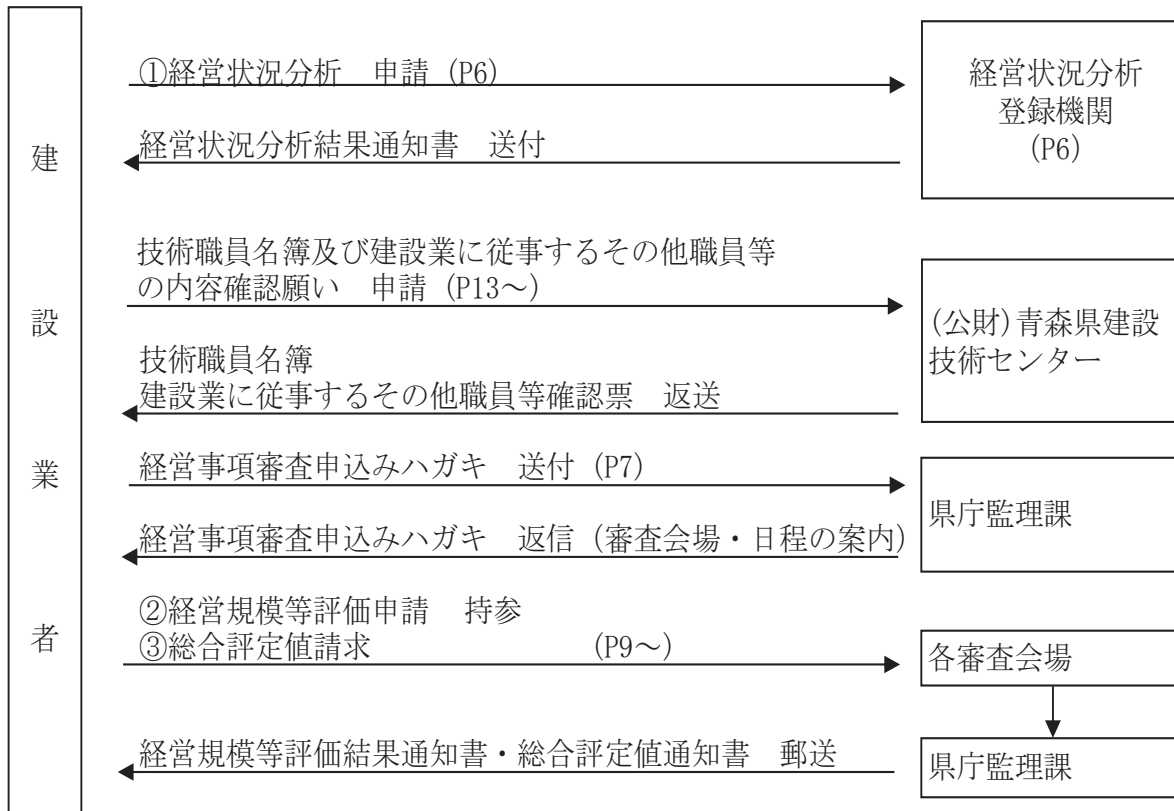 建
設
業
者
①経営状況分析　申請 (P6)
経営状況分析結果通知書　送付
経営状況分析
登録機関
(P6)
技術職員名簿及び建設業に従事するその他職員等
の内容確認願い　申請 (P13～)
技術職員名簿
建設業に従事するその他職員等確認票　返送
(公財)青森県建設
技術センター
経営事項審査申込みハガキ　送付 (P7)
経営事項審査申込みハガキ　返信 (審査会場・日程の案内)
県庁監理課
②経営規模等評価申請　持参
③総合評定値請求　　　　　　　　(P9～)
各審査会場
経営規模等評価結果通知書・総合評定値通知書　郵送
県庁監理課